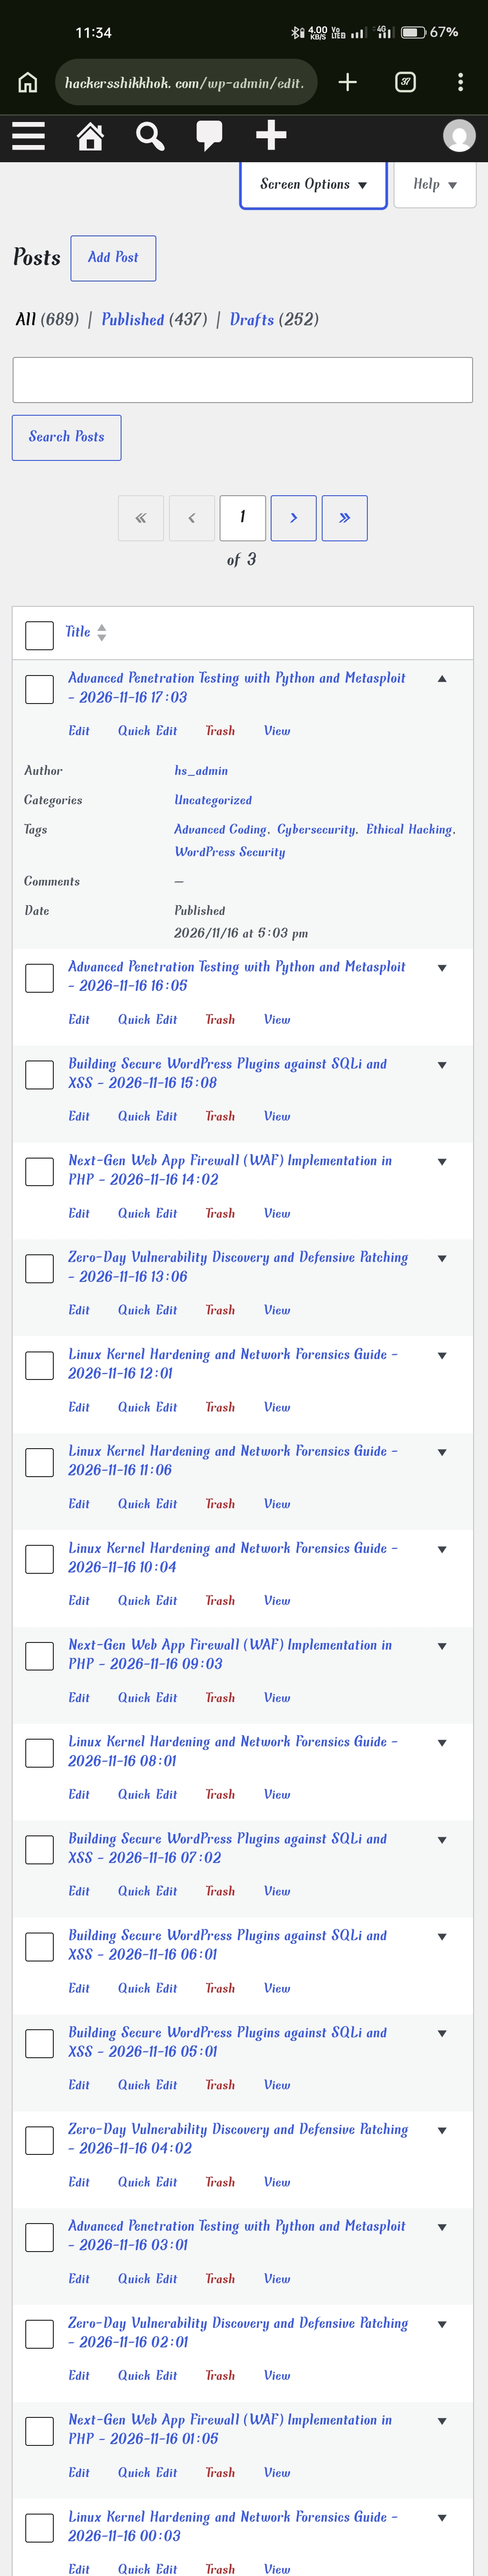 11:34
4.00 KB/S Vo LTE 4G 67%
hackersshikkhok.com/wp-admin/edit.
37
Screen Options
Help
Posts
Add Post
All (689) | Published (437) | Drafts (252)
Search Posts
« ‹ 1 › »
of 3
Title
Advanced Penetration Testing with Python and Metasploit
– 2026-11-16 17:03
Edit Quick Edit Trash View
Author hs_admin
Categories Uncategorized
Tags Advanced Coding, Cybersecurity, Ethical Hacking,
WordPress Security
Comments —
Date Published
2026/11/16 at 5:03 pm
Advanced Penetration Testing with Python and Metasploit
– 2026-11-16 16:05
Edit Quick Edit Trash View
Building Secure WordPress Plugins against SQLi and
XSS – 2026-11-16 15:08
Edit Quick Edit Trash View
Next-Gen Web App Firewall (WAF) Implementation in
PHP – 2026-11-16 14:02
Edit Quick Edit Trash View
Zero-Day Vulnerability Discovery and Defensive Patching
– 2026-11-16 13:06
Edit Quick Edit Trash View
Linux Kernel Hardening and Network Forensics Guide –
2026-11-16 12:01
Edit Quick Edit Trash View
Linux Kernel Hardening and Network Forensics Guide –
2026-11-16 11:06
Edit Quick Edit Trash View
Linux Kernel Hardening and Network Forensics Guide –
2026-11-16 10:04
Edit Quick Edit Trash View
Next-Gen Web App Firewall (WAF) Implementation in
PHP – 2026-11-16 09:03
Edit Quick Edit Trash View
Linux Kernel Hardening and Network Forensics Guide –
2026-11-16 08:01
Edit Quick Edit Trash View
Building Secure WordPress Plugins against SQLi and
XSS – 2026-11-16 07:02
Edit Quick Edit Trash View
Building Secure WordPress Plugins against SQLi and
XSS – 2026-11-16 06:01
Edit Quick Edit Trash View
Building Secure WordPress Plugins against SQLi and
XSS – 2026-11-16 05:01
Edit Quick Edit Trash View
Zero-Day Vulnerability Discovery and Defensive Patching
– 2026-11-16 04:02
Edit Quick Edit Trash View
Advanced Penetration Testing with Python and Metasploit
– 2026-11-16 03:01
Edit Quick Edit Trash View
Zero-Day Vulnerability Discovery and Defensive Patching
– 2026-11-16 02:01
Edit Quick Edit Trash View
Next-Gen Web App Firewall (WAF) Implementation in
PHP – 2026-11-16 01:05
Edit Quick Edit Trash View
Linux Kernel Hardening and Network Forensics Guide –
2026-11-16 00:03
Edit Quick Edit Trash View